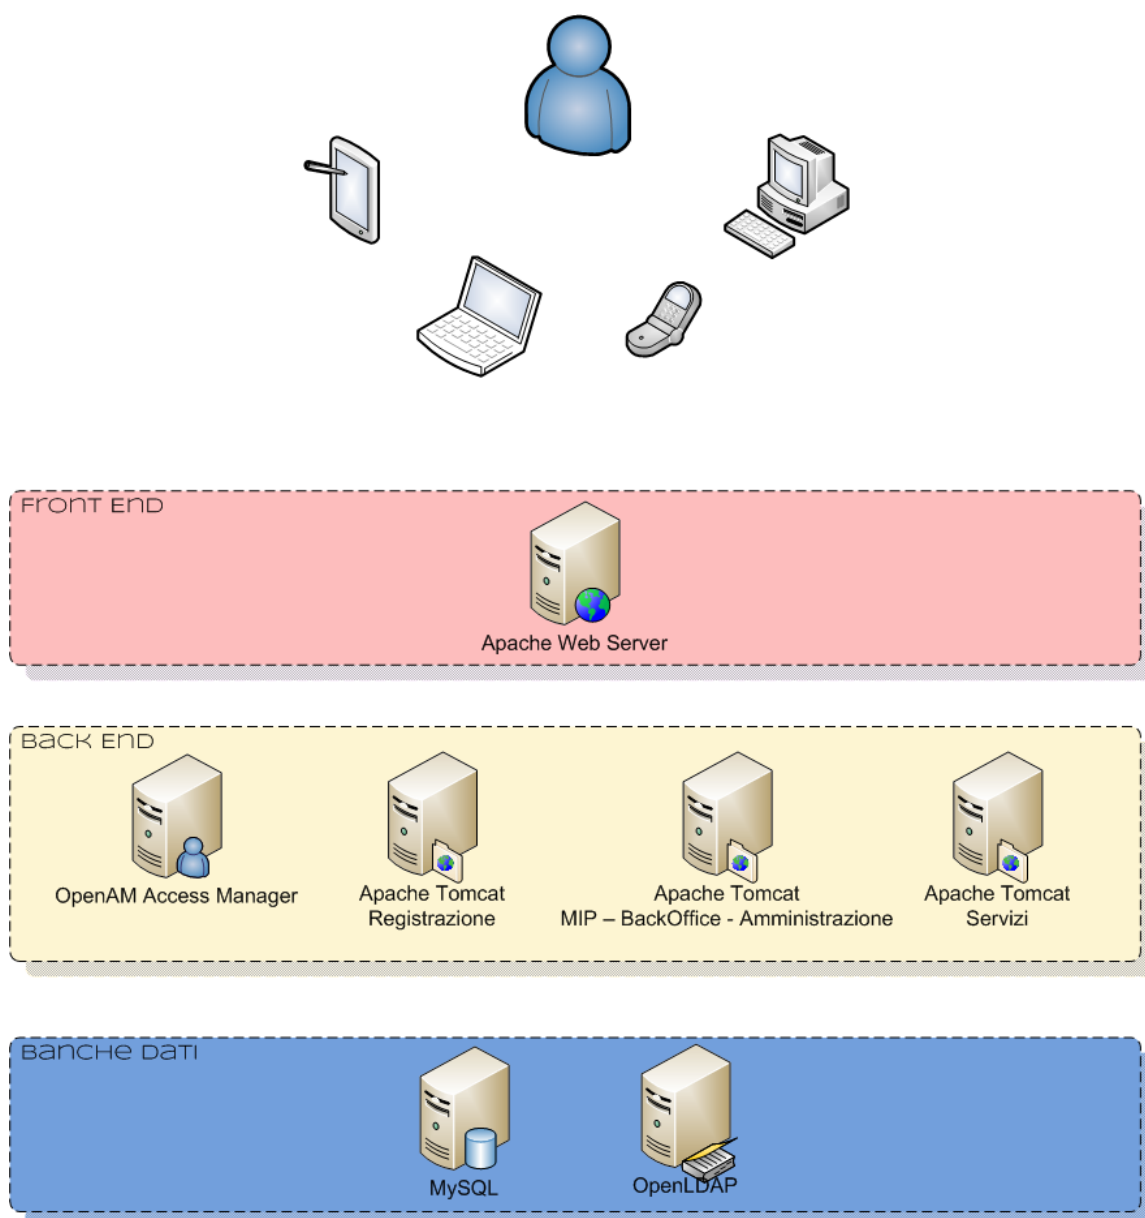 Front End
Apache Web Server
Back End
OpenAM Access Manager
Apache Tomcat
Registrazione
Apache Tomcat
MIP – BackOffice - Amministrazione
Apache Tomcat
Servizi
Banche Dati
MySQL
OpenLDAP